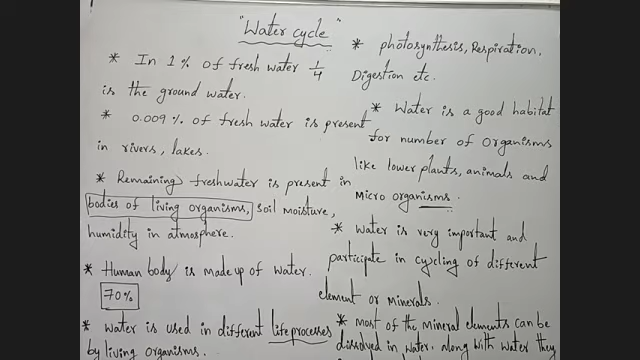 "Water cycle"
* In 1% of fresh water 1/4
is the ground water.
* 0.009% of fresh water is present
in rivers, lakes.
* Remaining freshwater is present in
bodies of living organisms, soil moisture,
humidity in atmosphere.
* Human body is made up of water.
70%
* Water is used in different life processes
by living organisms.
* photosynthesis, Respiration,
Digestion etc.
* Water is a good habitat
for number of organisms
like lower plants, animals and
micro organisms.
* Water is very important and
participate in cycling of different
element or Minerals.
* most of the mineral elements can be
dissolved in water. along with water they